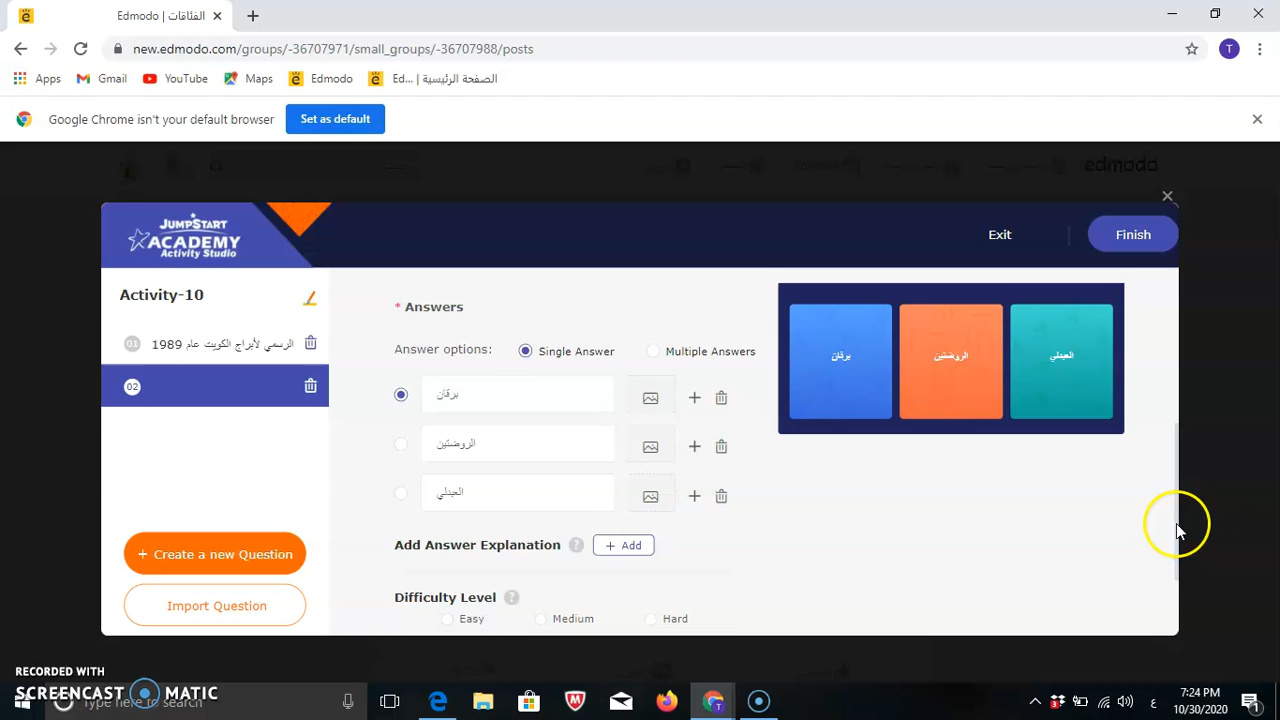 Edmodo | الفئاقات
new.edmodo.com/groups/-36707971/small_groups/-36707988/posts
T
Apps Gmail YouTube Maps Edmodo Ed... | الصفحة الرئيسية
Google Chrome isn't your default browser Set as default
edmodo
JUMPSTART
ACADEMY
Activity Studio
Exit
Finish
Activity-10
01 الرسمي لأبراج الكويت عام 1989
02
+ Create a new Question
Import Question
* Answers
Answer options: Single Answer Multiple Answers
برقان
الروضتين
العبدلي
Add Answer Explanation ? + Add
Difficulty Level ?
Easy Medium Hard
برقان الروضتين العبدلي
RECORDED WITH
SCREENCAST MATIC
Type here to search
7:24 PM
10/30/2020
ع